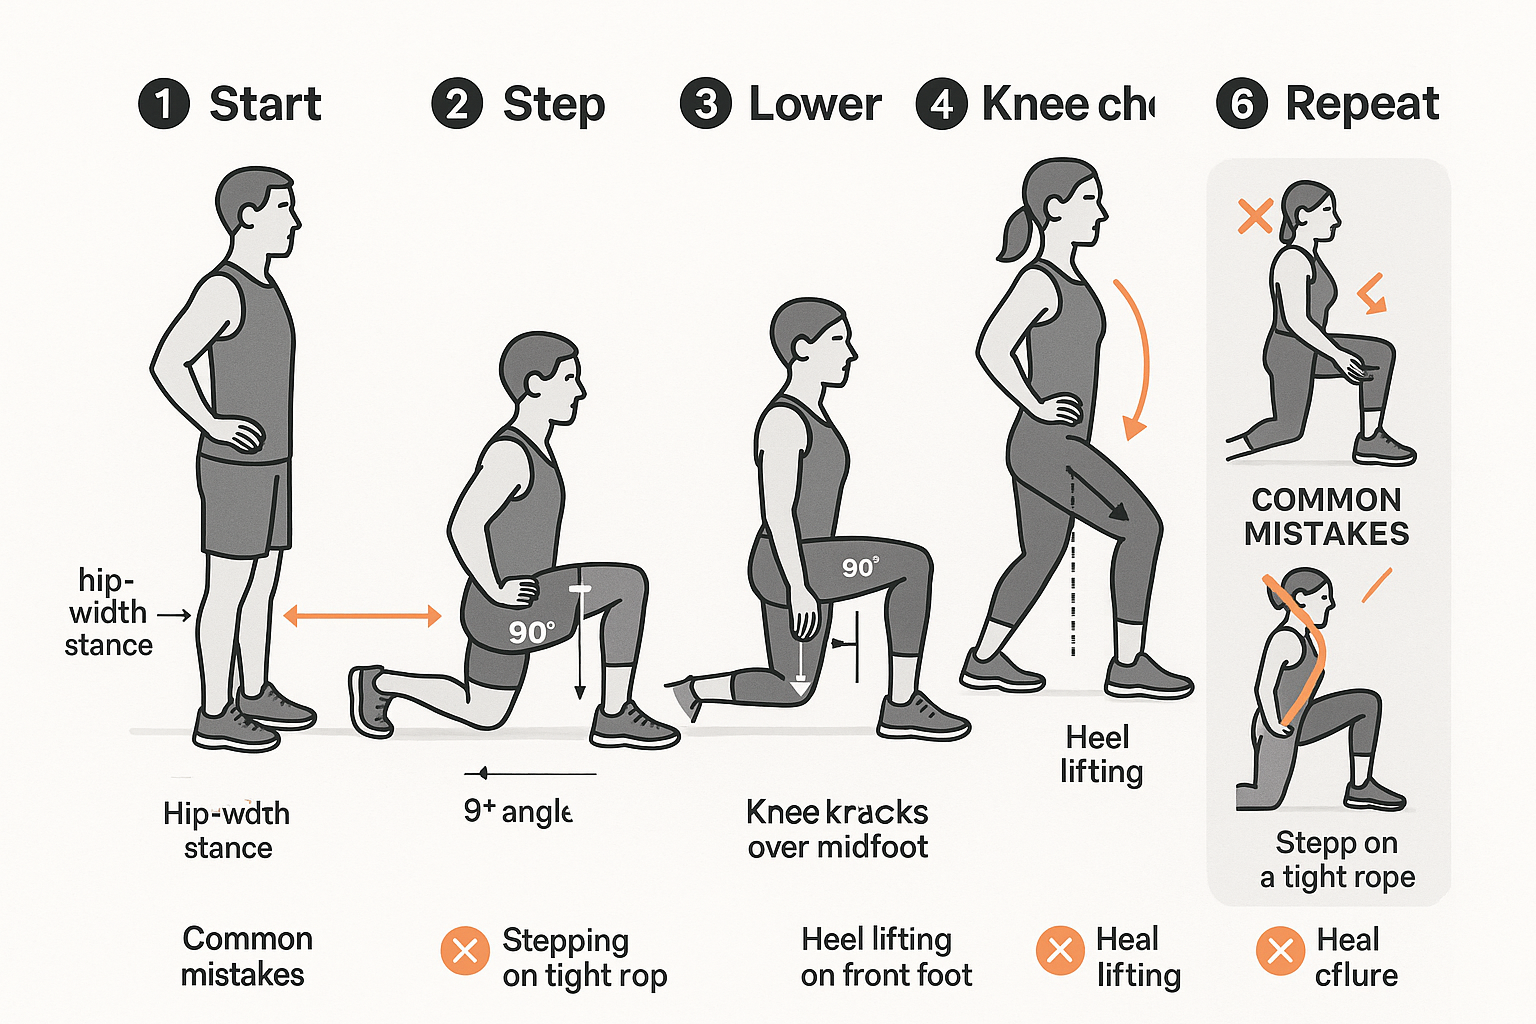 1 Start
2 Step
3 Lower
4 Knee che
6 Repeat
hip-
width
stance
90°
90°
COMMON
MISTAKES
Heel
lifting
Hip-wdth
stance
9+ angle
Knee kracks
over midfoot
Stepp on
a tight rope
Common
mistakes
Stepping
on tight rop
Heel lifting
on front foot
Heal
lifting
Heal
cflure